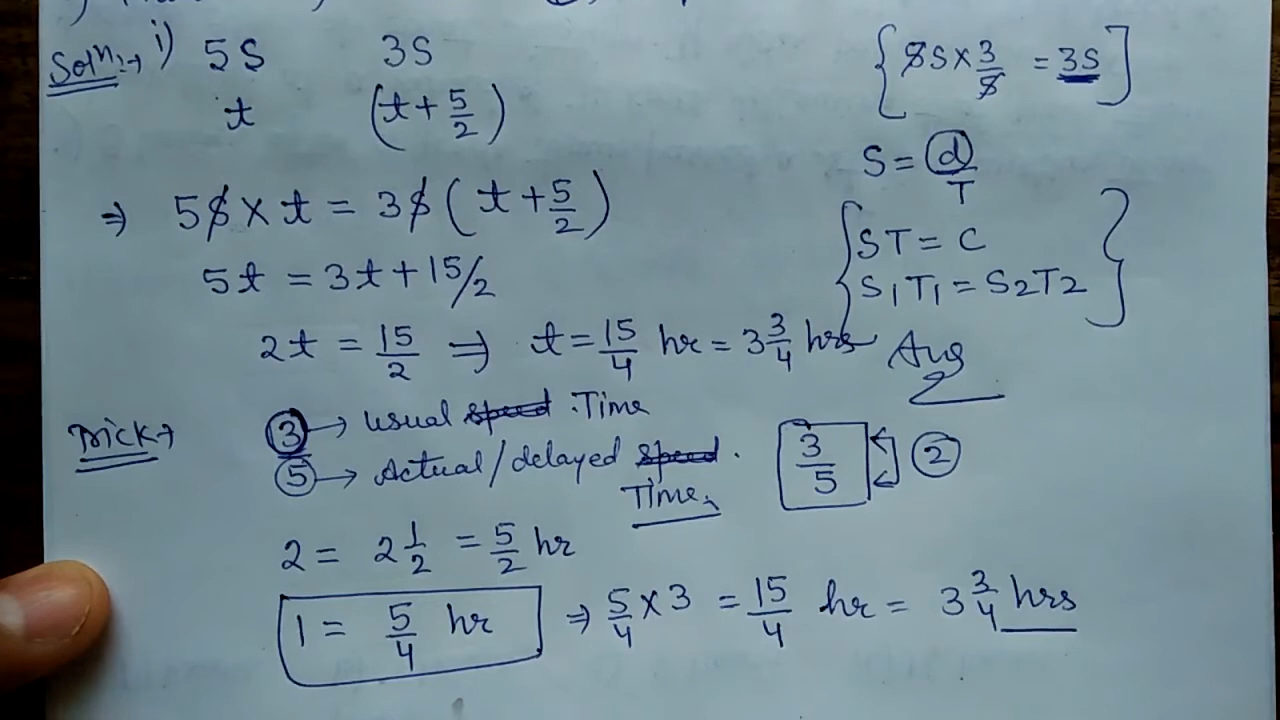 Solⁿ:→ i) 5S 3S
t (t + 5/2)
{8S × 3/8 = 3S]
S = d/T
⇒ 5S × t = 3S (t + 5/2)
5t = 3t + 15/2
{ST = C
S₁T₁ = S₂T₂}
2t = 15/2 ⇒ t = 15/4 hr = 3 3/4 hrs Ans
Trick→ 3 → usual speed .Time
5 → Actual/delayed speed .
Time,
3/5 2
2 = 2 1/2 = 5/2 hr
1 = 5/4 hr ⇒ 5/4 × 3 = 15/4 hr = 3 3/4 hrs